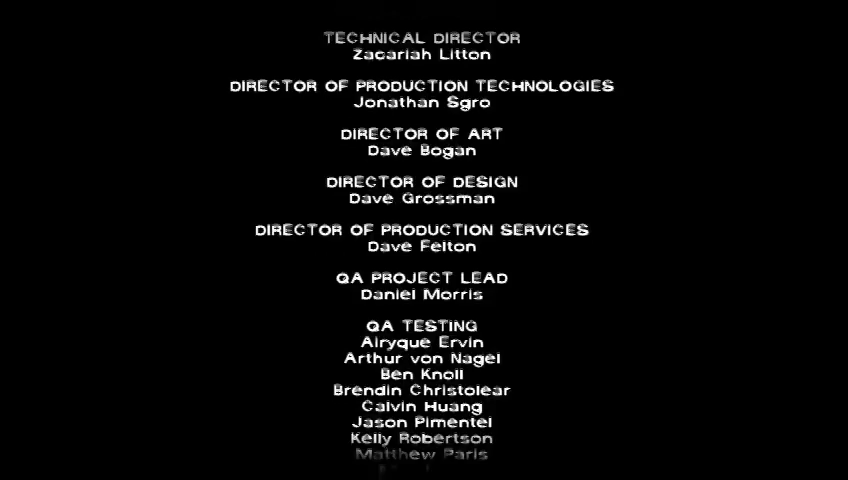 TECHNICAL DIRECTOR
Zacariah Litton
DIRECTOR OF PRODUCTION TECHNOLOGIES
Jonathan Sgro
DIRECTOR OF ART
Dave Bogan
DIRECTOR OF DESIGN
Dave Grossman
DIRECTOR OF PRODUCTION SERVICES
Dave Felton
QA PROJECT LEAD
Daniel Morris
QA TESTING
Airyque Ervin
Arthur von Nagel
Ben Knoll
Brendin Christolear
Calvin Huang
Jason Pimentel
Kelly Robertson
Matthew Paris